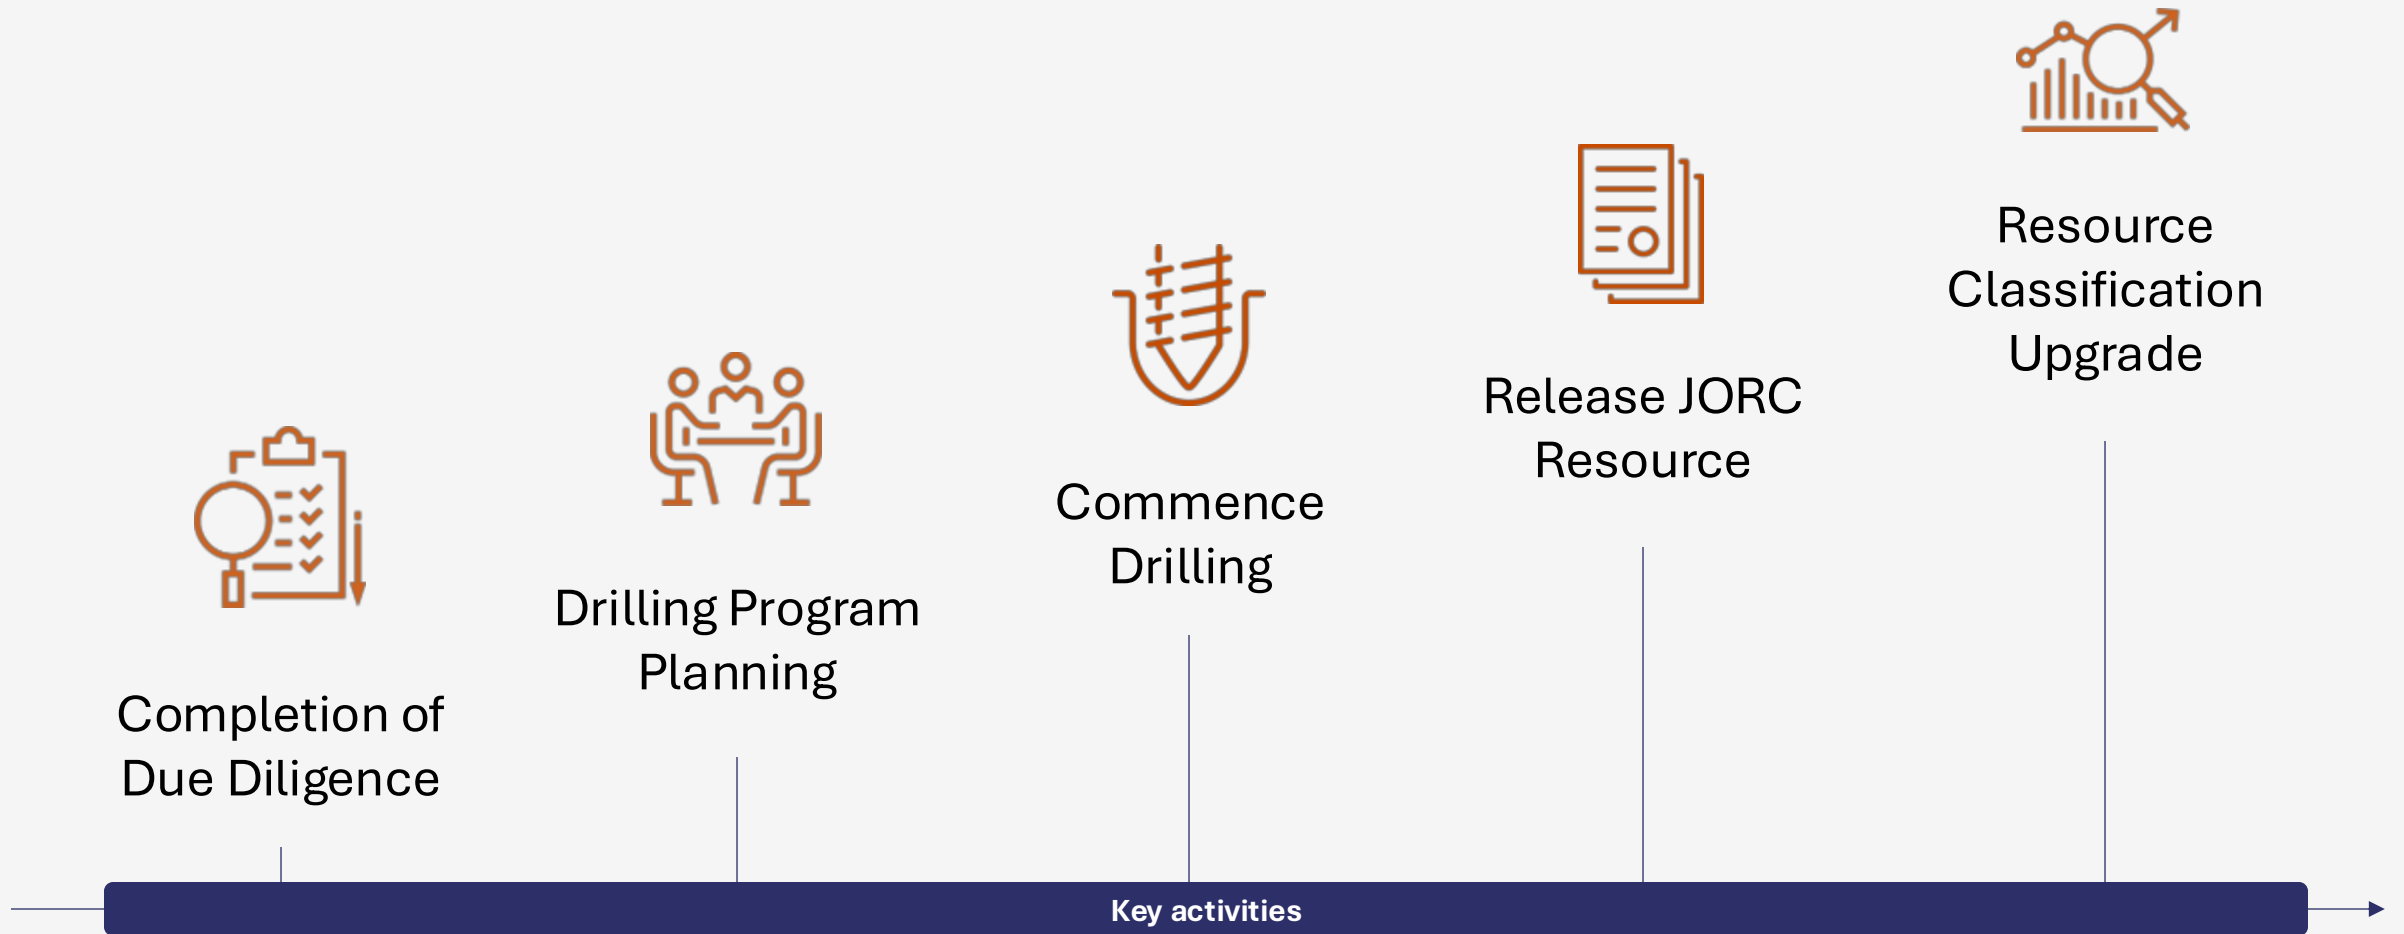 Completion of
Due Diligence
Drilling Program
Planning
Commence
Drilling
Release JORC
Resource
Resource
Classification
Upgrade
Key activities